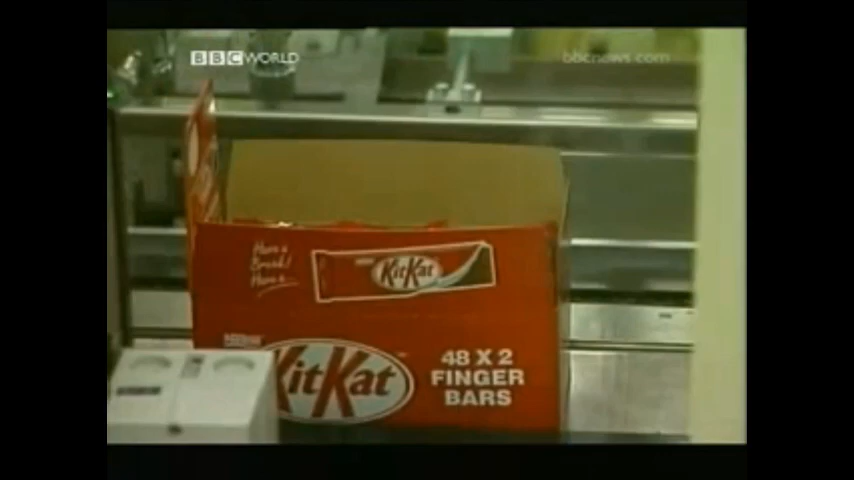 BBC WORLD
bbcnews.com
Have a
Break!
Have a...
KitKat
KitKat
48 X 2
FINGER
BARS